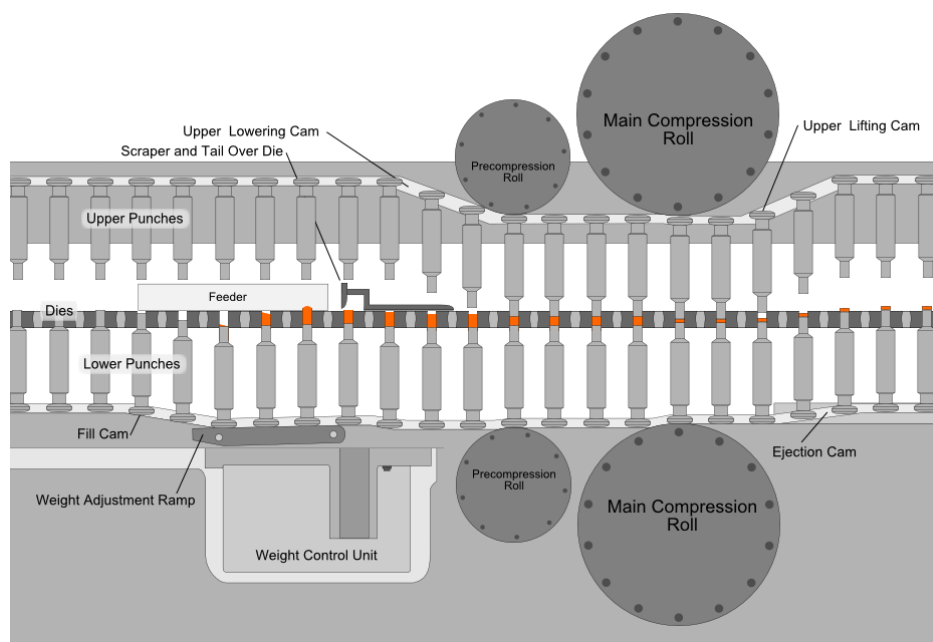 Upper Lowering Cam
Scraper and Tail Over Die
Precompression
Roll
Main Compression
Roll
Upper Lifting Cam
Upper Punches
Feeder
Dies
Lower Punches
Fill Cam
Weight Adjustment Ramp
Weight Control Unit
Precompression
Roll
Main Compression
Roll
Ejection Cam